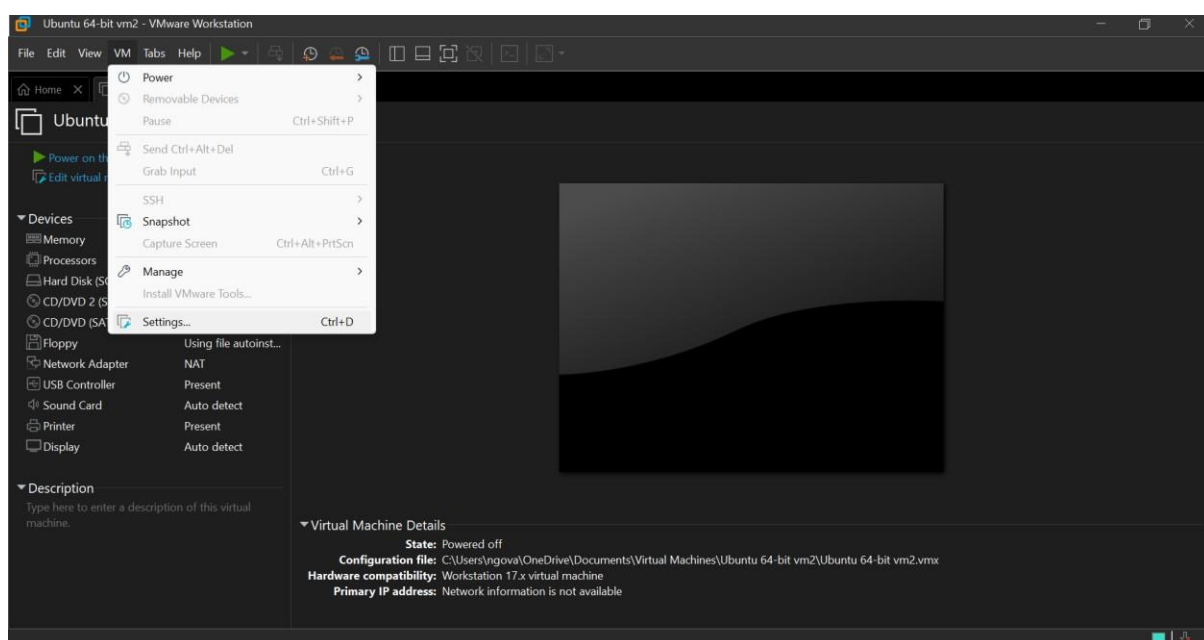 Ubuntu 64-bit vm2 - VMware Workstation
File Edit View VM Tabs Help
Home
Ubuntu
Power on th
Edit virtual
Power
Removable Devices
Pause Ctrl+Shift+P
Send Ctrl+Alt+Del
Grab Input Ctrl+G
SSH
Snapshot
Capture Screen Ctrl+Alt+PrtScn
Manage
Install VMware Tools...
Settings... Ctrl+D
Devices
Memory
Processors
Hard Disk (SC
CD/DVD 2 (S
CD/DVD (SAT
Floppy Using file autoinst...
Network Adapter NAT
USB Controller Present
Sound Card Auto detect
Printer Present
Display Auto detect
Description
Type here to enter a description of this virtual
machine.
Virtual Machine Details
State: Powered off
Configuration file: C:\Users\ngova\OneDrive\Documents\Virtual Machines\Ubuntu 64-bit vm2\Ubuntu 64-bit vm2.vmx
Hardware compatibility: Workstation 17.x virtual machine
Primary IP address: Network information is not available